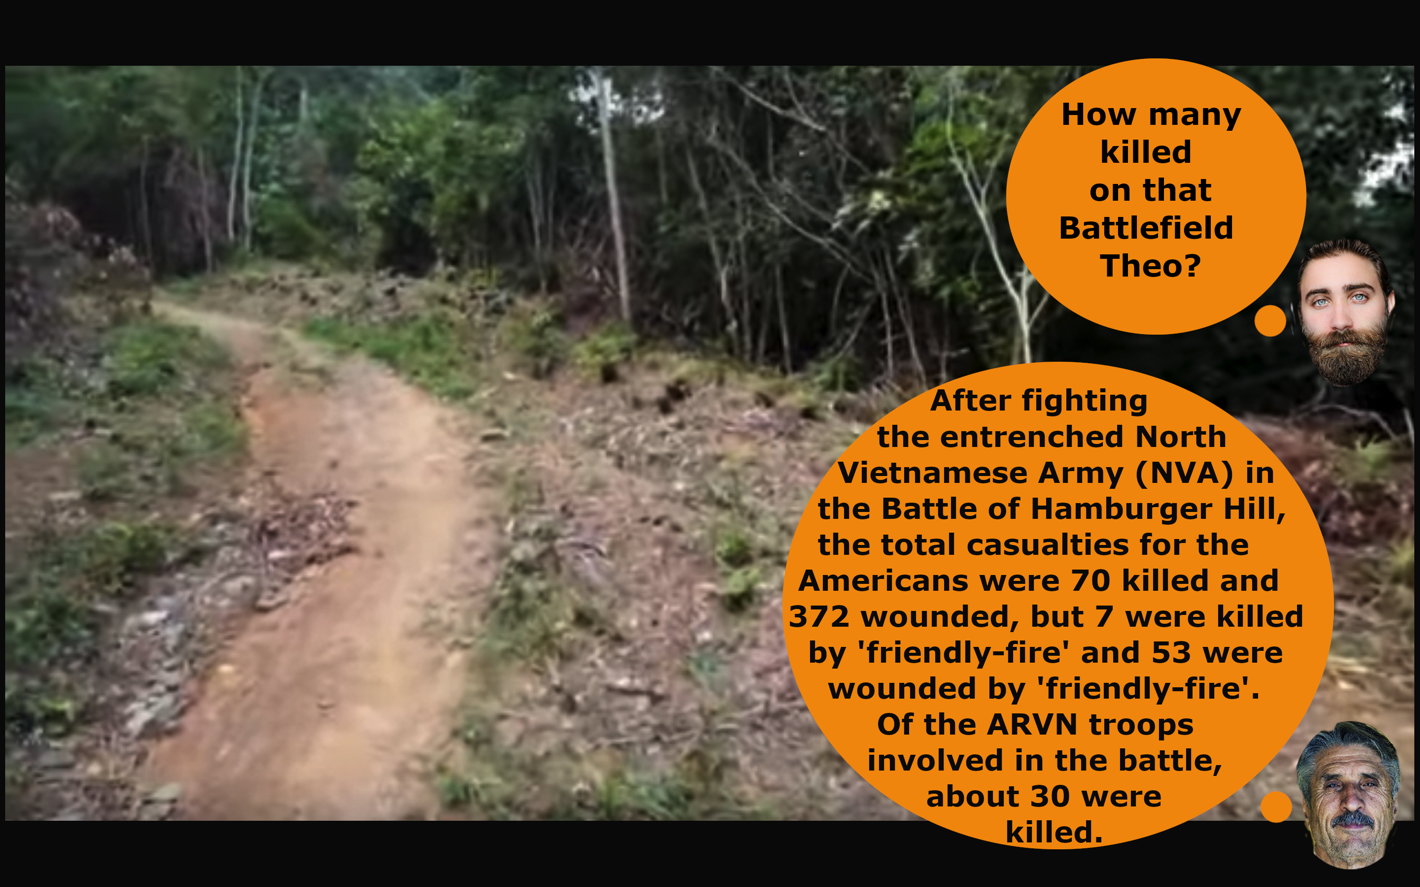 How many
killed
on that
Battlefield
Theo?
After fighting
the entrenched North
Vietnamese Army (NVA) in
the Battle of Hamburger Hill,
the total casualties for the
Americans were 70 killed and
372 wounded, but 7 were killed
by 'friendly-fire' and 53 were
wounded by 'friendly-fire'.
Of the ARVN troops
involved in the battle,
about 30 were
killed.